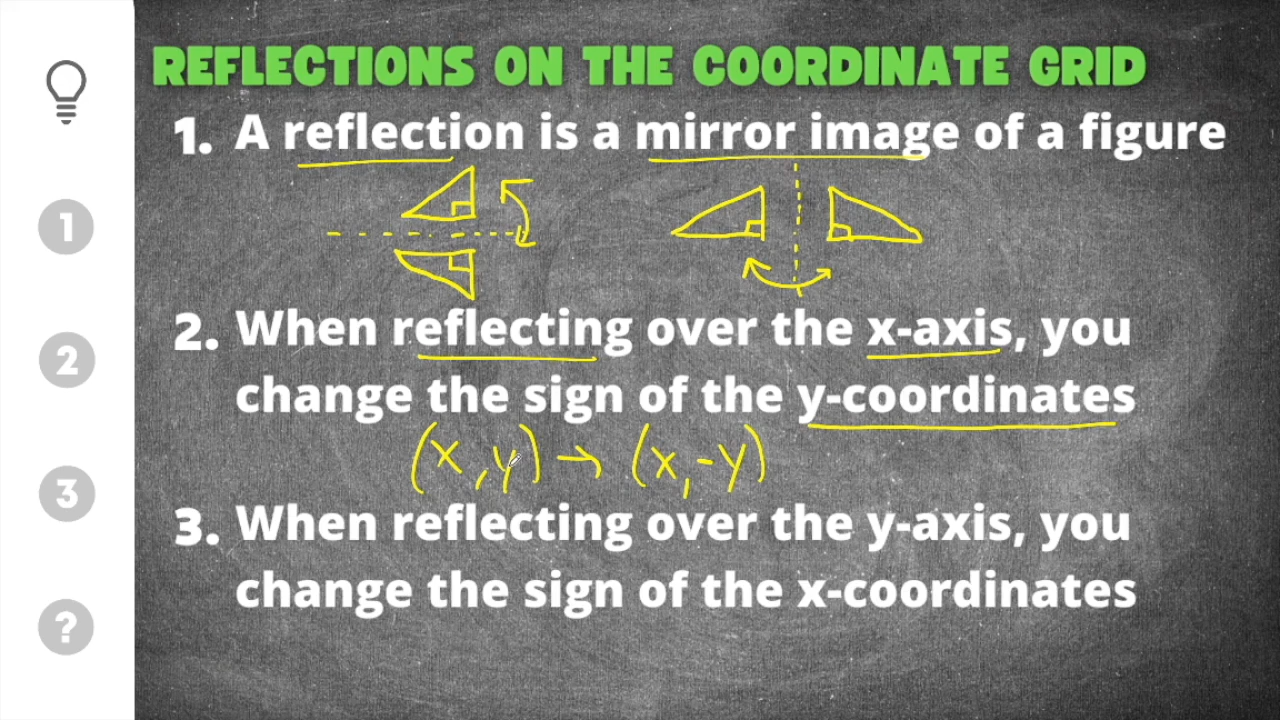 REFLECTIONS ON THE COORDINATE GRID
1. A reflection is a mirror image of a figure
1
2. When reflecting over the x-axis, you
2
change the sign of the y-coordinates
(x,y) → (x,-y)
3
3. When reflecting over the y-axis, you
change the sign of the x-coordinates
?